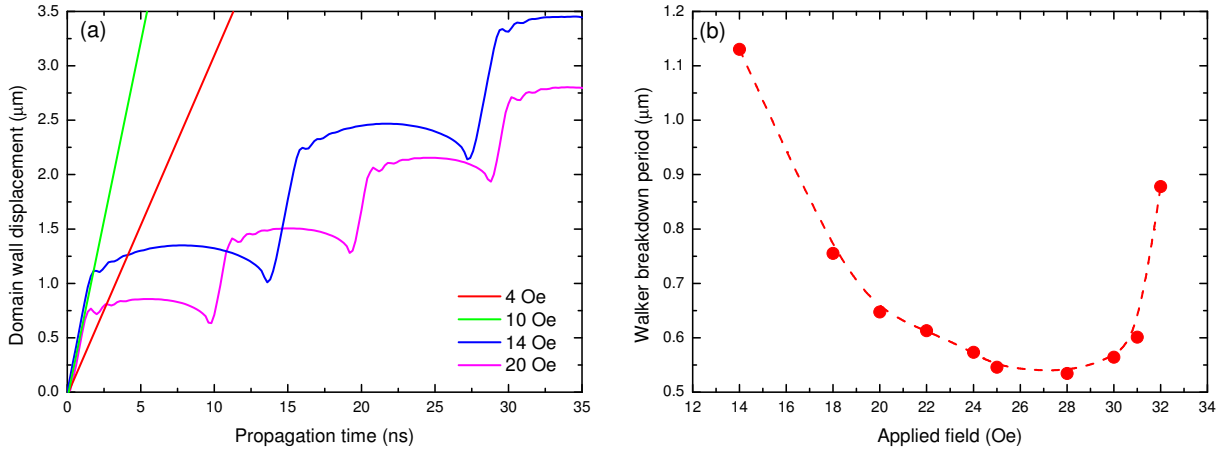 (a)
Domain wall displacement (μm)
3.5
3.0
2.5
2.0
1.5
1.0
0.5
0.0
0 5 10 15 20 25 30 35
Propagation time (ns)
4 Oe
10 Oe
14 Oe
20 Oe
(b)
Walker breakdown period (μm)
1.2
1.1
1.0
0.9
0.8
0.7
0.6
0.5
12 14 16 18 20 22 24 26 28 30 32 34
Applied field (Oe)